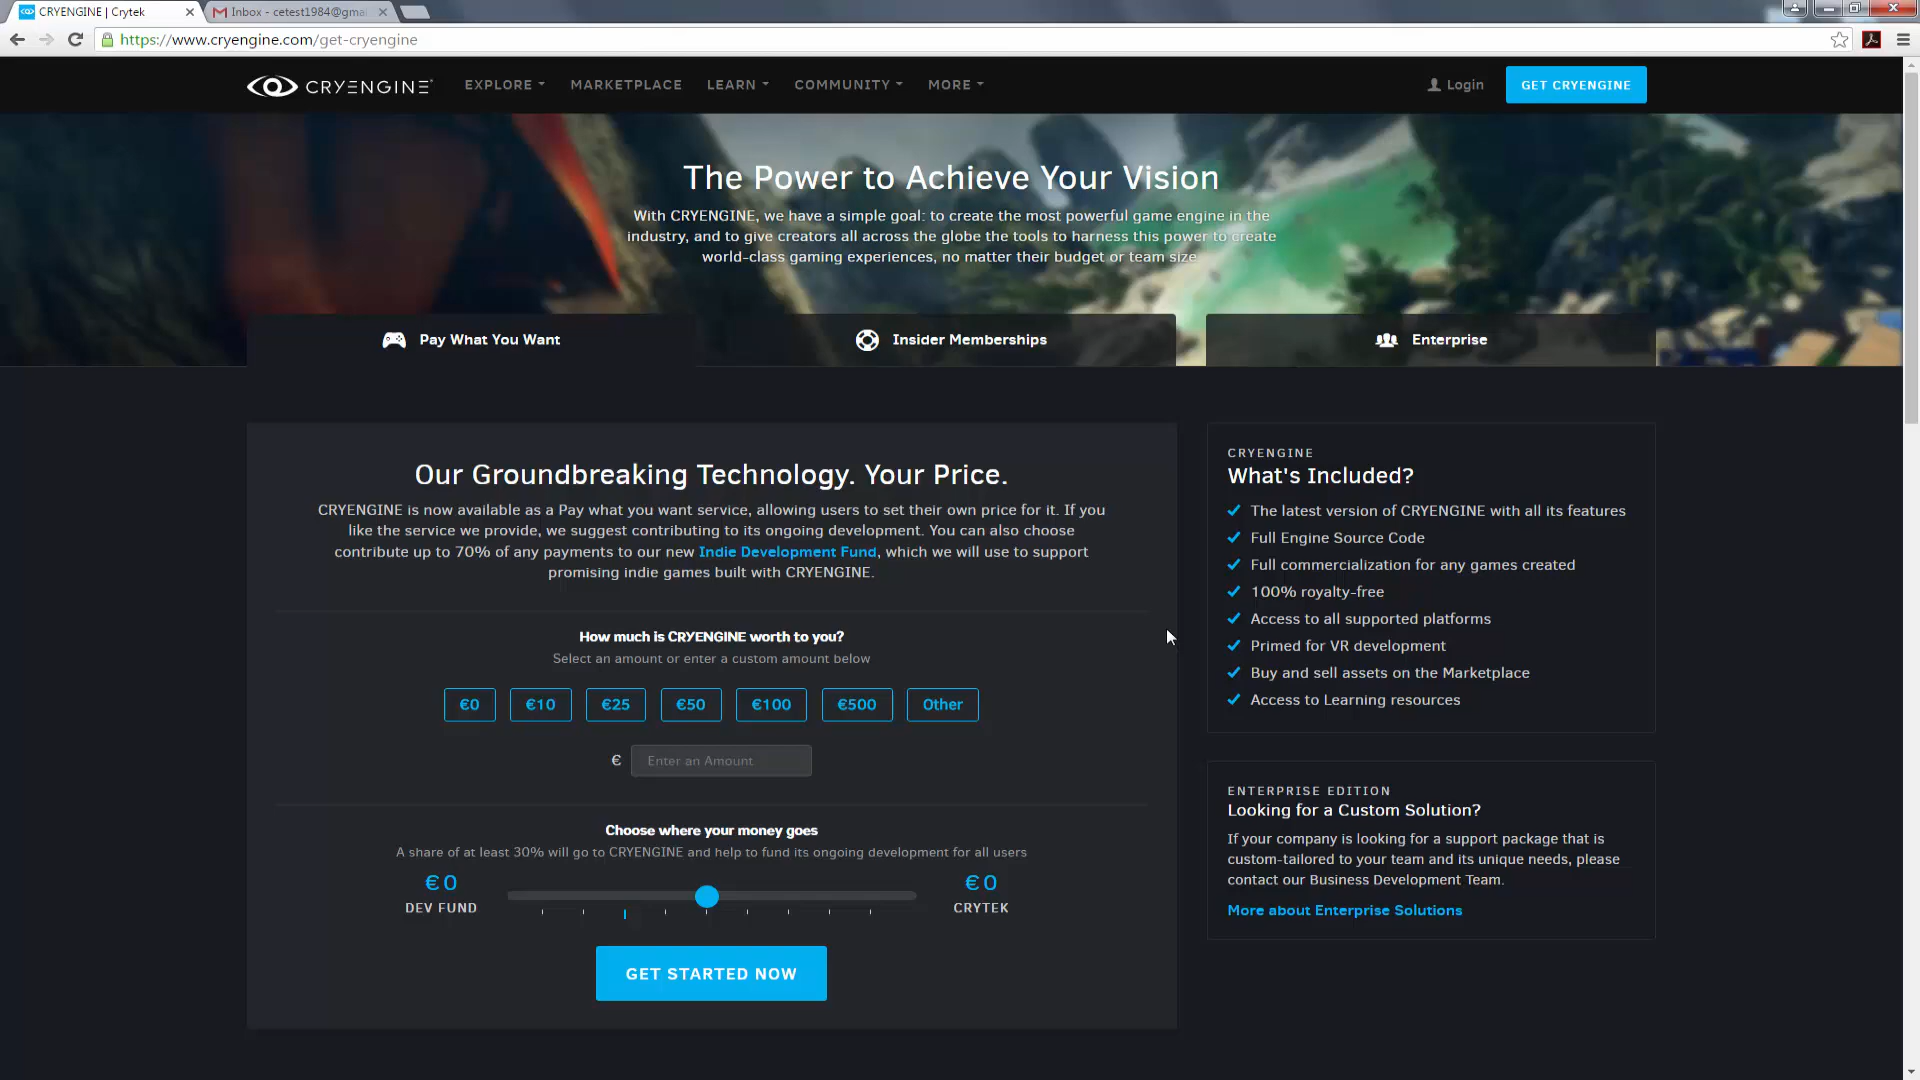 CRYENGINE | Crytek
Inbox - cetest1984@gmai
https://www.cryengine.com/get-cryengine
CRYENGINE
EXPLORE
MARKETPLACE
LEARN
COMMUNITY
MORE
Login
GET CRYENGINE
The Power to Achieve Your Vision
With CRYENGINE, we have a simple goal: to create the most powerful game engine in the
industry, and to give creators all across the globe the tools to harness this power to create
world-class gaming experiences, no matter their budget or team size.
Pay What You Want
Insider Memberships
Enterprise
Our Groundbreaking Technology. Your Price.
CRYENGINE is now available as a Pay what you want service, allowing users to set their own price for it. If you
like the service we provide, we suggest contributing to its ongoing development. You can also choose
contribute up to 70% of any payments to our new Indie Development Fund, which we will use to support
promising indie games built with CRYENGINE.
How much is CRYENGINE worth to you?
Select an amount or enter a custom amount below
€0
€10
€25
€50
€100
€500
Other
€
Enter an Amount
Choose where your money goes
A share of at least 30% will go to CRYENGINE and help to fund its ongoing development for all users
€ 0
DEV FUND
€ 0
CRYTEK
GET STARTED NOW
CRYENGINE
What's Included?
The latest version of CRYENGINE with all its features
Full Engine Source Code
Full commercialization for any games created
100% royalty-free
Access to all supported platforms
Primed for VR development
Buy and sell assets on the Marketplace
Access to Learning resources
ENTERPRISE EDITION
Looking for a Custom Solution?
If your company is looking for a support package that is
custom-tailored to your team and its unique needs, please
contact our Business Development Team.
More about Enterprise Solutions